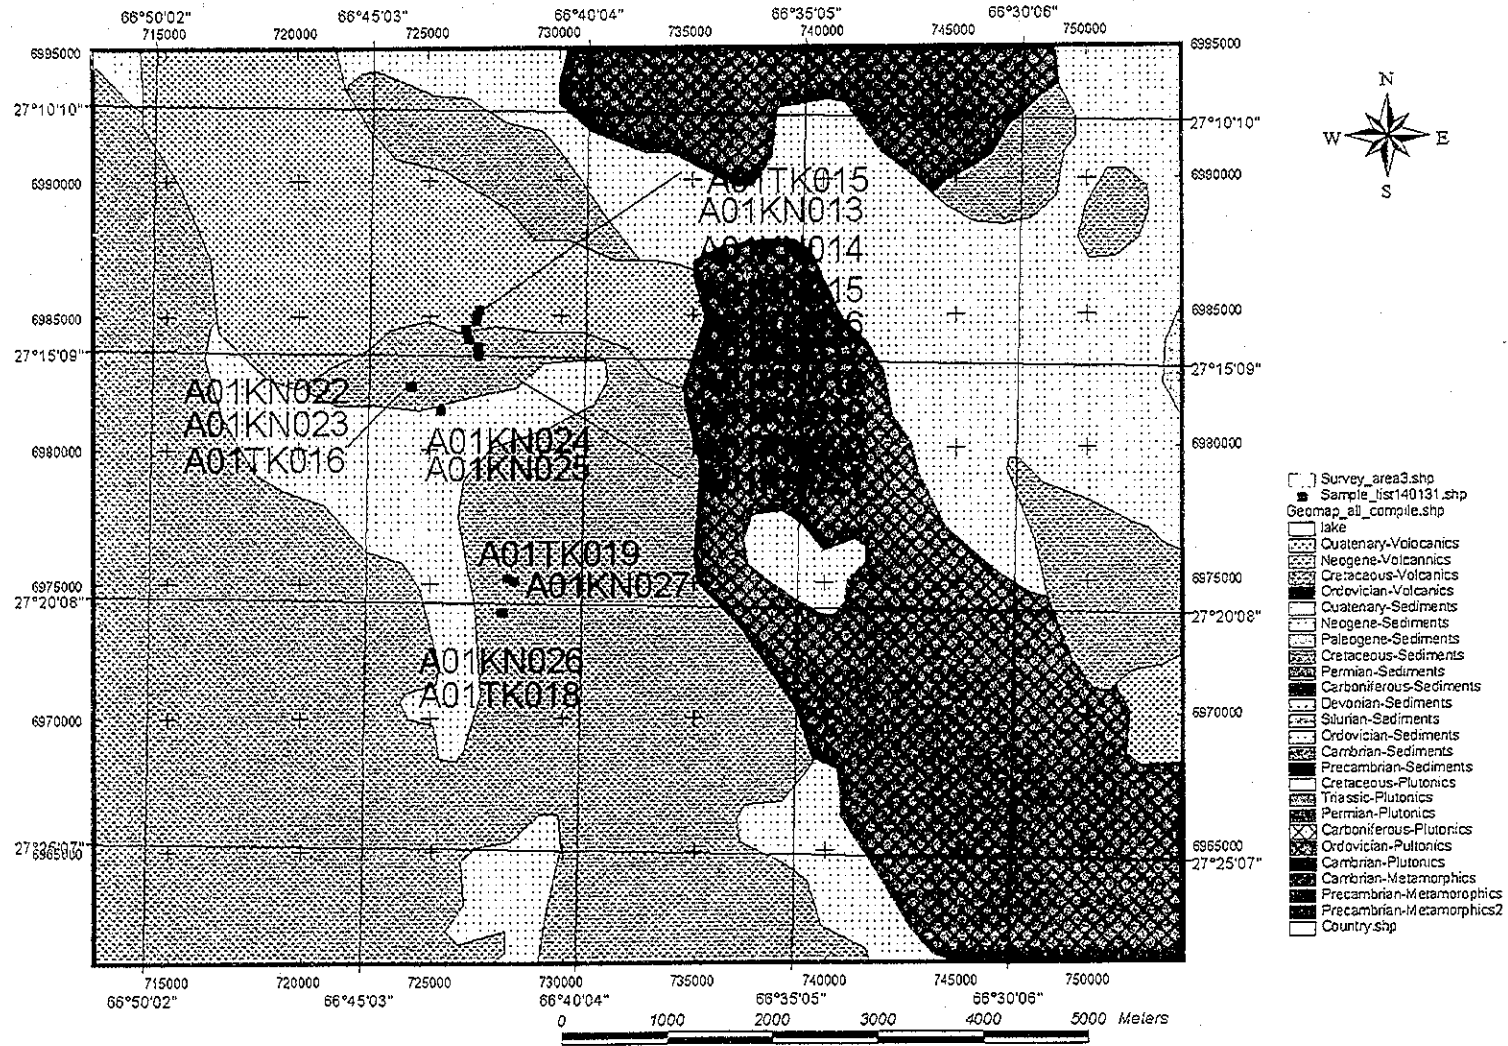 66°50'02" 66°45'03" 66°40'04" 66°35'05" 66°30'06"
715000 720000 725000 730000 735000 740000 745000 750000
6995000 6995000
27°10'10" 27°10'10"
6990000 6990000
N
W E
S
A01TK015
A01KN013
6985000 6985000
27°15'09" 27°15'09"
A01KN022
A01KN023
A01TK016
A01KN024
A01KN025
6980000 6980000
A01TK019
A01KN027
6975000 6975000
27°20'08" 27°20'08"
A01KN026
A01TK018
6970000 6970000
6965000 6965000
27°25'07" 27°25'07"
715000 720000 725000 730000 735000 740000 745000 750000
66°50'02" 66°45'03" 66°40'04" 66°35'05" 66°30'06"
0 1000 2000 3000 4000 5000 Meters
Survey_area3.shp
Sample_list140131.shp
Geomap_all_compile.shp
lake
Quatenary-Volocanics
Neogene-Volcannics
Cretacaous-Volcanics
Ordovician-Volcanics
Quatenary-Sediments
Neogene-Sediments
Paleogene-Sediments
Cretaceous-Sediments
Permian-Sediments
Carboniferous-Sediments
Devonian-Sediments
Silurian-Sediments
Ordovician-Sediments
Cambrian-Sediments
Precambrian-Sediments
Cretaceous-Plutonics
Triassic-Plutonics
Permian-Plutonics
Carboniferous-Plutonics
Ordovician-Pultonics
Cambrian-Plutonics
Cambrian-Metamorphics
Precambrian-Metamorophics
Precambrian-Metamorphics2
Country.shp